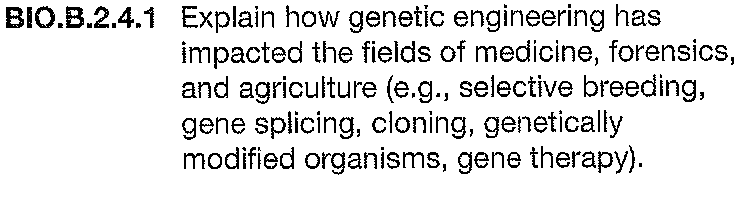 BIO.B.2.4.1 Explain how genetic engineering has
impacted the fields of medicine, forensics,
and agriculture (e.g., selective breeding,
gene splicing, cloning, genetically
modified organisms, gene therapy).